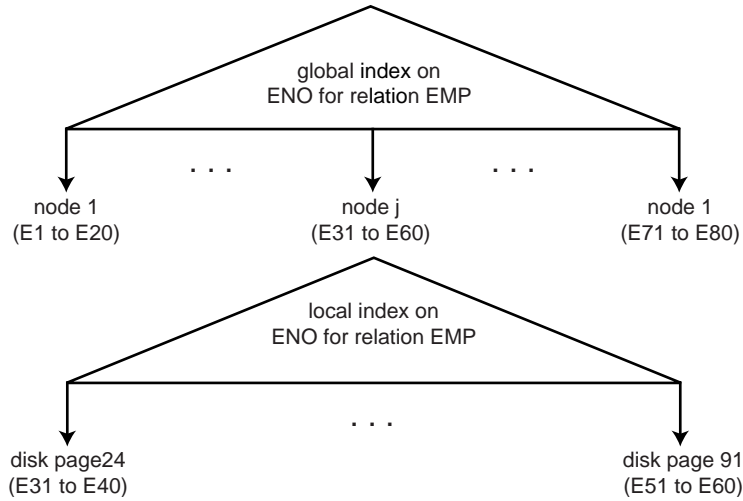 global index on
ENO for relation EMP
. . .
. . .
node 1
(E1 to E20)
node j
(E31 to E60)
node 1
(E71 to E80)
local index on
ENO for relation EMP
. . .
disk page24
(E31 to E40)
disk page 91
(E51 to E60)